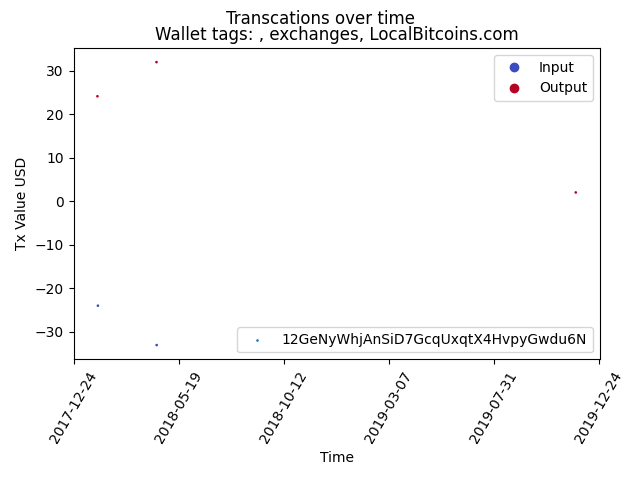 Transcations over time
Wallet tags: , exchanges, LocalBitcoins.com
Tx Value USD
30
20
10
0
−10
−20
−30
Input
Output
12GeNyWhjAnSiD7GcqUxqtX4HvpyGwdu6N
2017-12-24
2018-05-19
2018-10-12
2019-03-07
2019-07-31
2019-12-24
Time